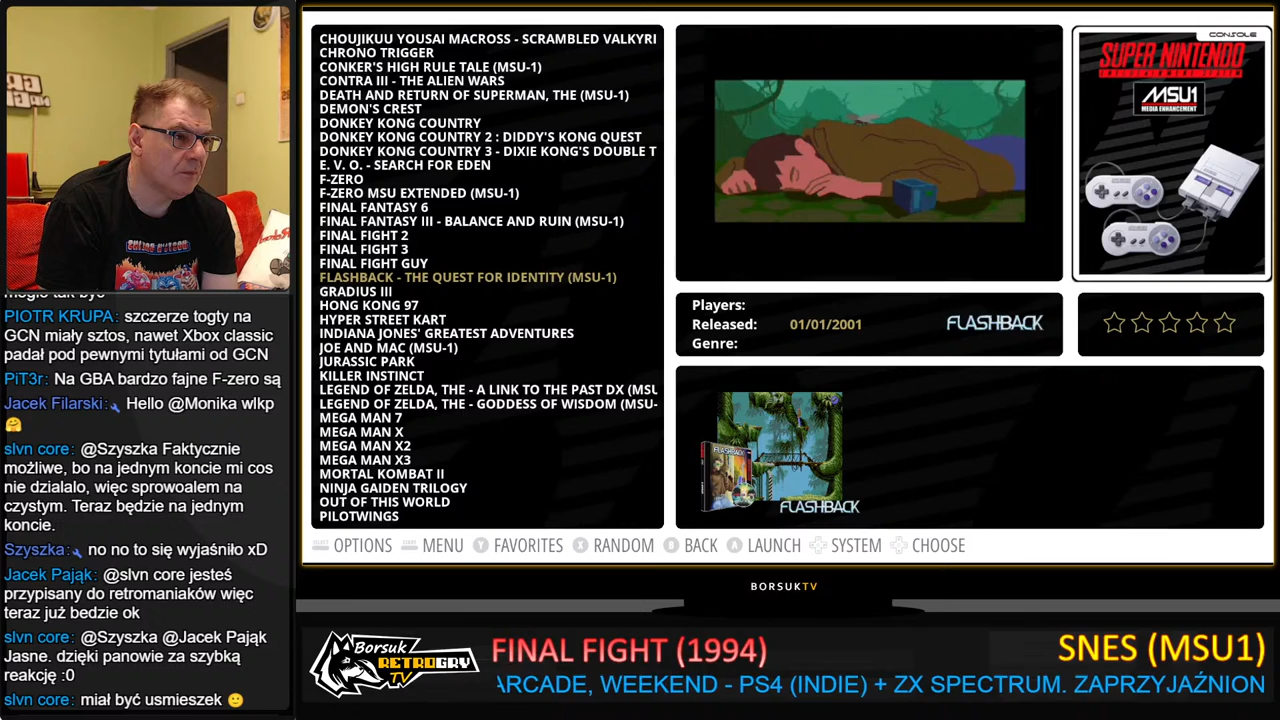 mogło tak być
PIOTR KRUPA: szczerze togty na
GCN miały sztos, nawet Xbox classic
padał pod pewnymi tytułami od GCN
PiT3r: Na GBA bardzo fajne F-zero są
Jacek Filarski: Hello @Monika wlkp
🤗
slvn core: @Szyszka Faktycznie
możliwe, bo na jednym koncie mi cos
nie dzialalo, więc sprowoalem na
czystym. Teraz będzie na jednym
koncie.
Szyszka: no no to się wyjaśniło xD
Jacek Pająk: @slvn core jesteś
przypisany do retromaniaków więc
teraz już bedzie ok
slvn core: @Szyszka @Jacek Pająk
Jasne. dzięki panowie za szybką
reakcję :0
slvn core: miał być usmieszek 🙂
CHOUJIKUU YOUSAI MACROSS - SCRAMBLED VALKYRI
CHRONO TRIGGER
CONKER'S HIGH RULE TALE (MSU-1)
CONTRA III - THE ALIEN WARS
DEATH AND RETURN OF SUPERMAN, THE (MSU-1)
DEMON'S CREST
DONKEY KONG COUNTRY
DONKEY KONG COUNTRY 2 : DIDDY'S KONG QUEST
DONKEY KONG COUNTRY 3 - DIXIE KONG'S DOUBLE T
E. V. O. - SEARCH FOR EDEN
F-ZERO
F-ZERO MSU EXTENDED (MSU-1)
FINAL FANTASY 6
FINAL FANTASY III - BALANCE AND RUIN (MSU-1)
FINAL FIGHT 2
FINAL FIGHT 3
FINAL FIGHT GUY
FLASHBACK - THE QUEST FOR IDENTITY (MSU-1)
GRADIUS III
HONG KONG 97
HYPER STREET KART
INDIANA JONES' GREATEST ADVENTURES
JOE AND MAC (MSU-1)
JURASSIC PARK
KILLER INSTINCT
LEGEND OF ZELDA, THE - A LINK TO THE PAST DX (MSU
LEGEND OF ZELDA, THE - GODDESS OF WISDOM (MSU-
MEGA MAN 7
MEGA MAN X
MEGA MAN X2
MEGA MAN X3
MORTAL KOMBAT II
NINJA GAIDEN TRILOGY
OUT OF THIS WORLD
PILOTWINGS
CONSOLE
SUPER NINTENDO
ENTERTAINMENT SYSTEM
MSU1
MEDIA ENHANCEMENT
Players:
Released: 01/01/2001
Genre:
FLASHBACK
FLASHBACK
FLASHBACK
SELECT OPTIONS START MENU Y FAVORITES X RANDOM B BACK A LAUNCH SYSTEM CHOOSE
BORSUKTV
Borsuk
RETROGRY
TV
FINAL FIGHT (1994)
SNES (MSU1)
ARCADE, WEEKEND - PS4 (INDIE) + ZX SPECTRUM. ZAPRZYJAŹNION